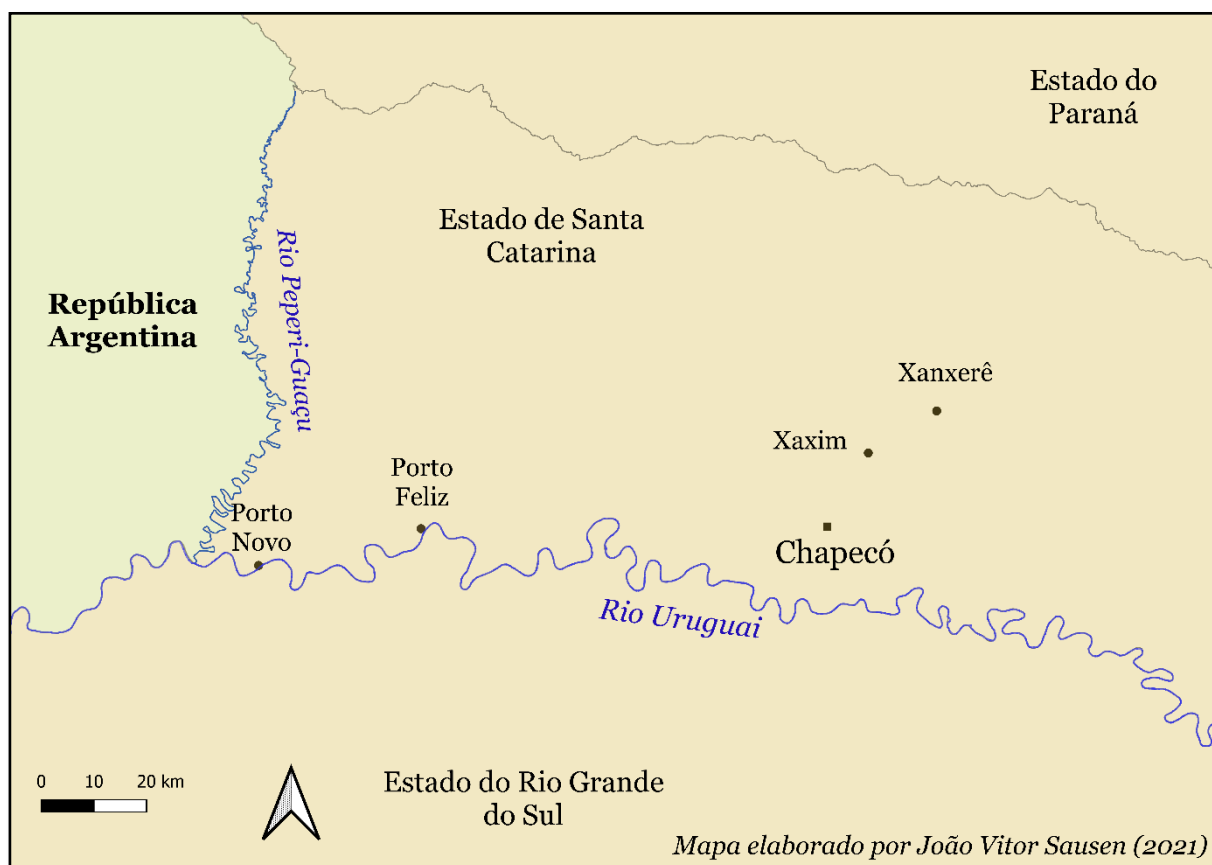 Estado do
Paraná
Estado de Santa
Catarina
Rio Peperi-Guaçu
República
Argentina
Xanxerê
Xaxim
Porto
Feliz
Porto
Novo
Chapecó
Rio Uruguai
0 10 20 km
Estado do Rio Grande
do Sul
Mapa elaborado por João Vitor Sausen (2021)